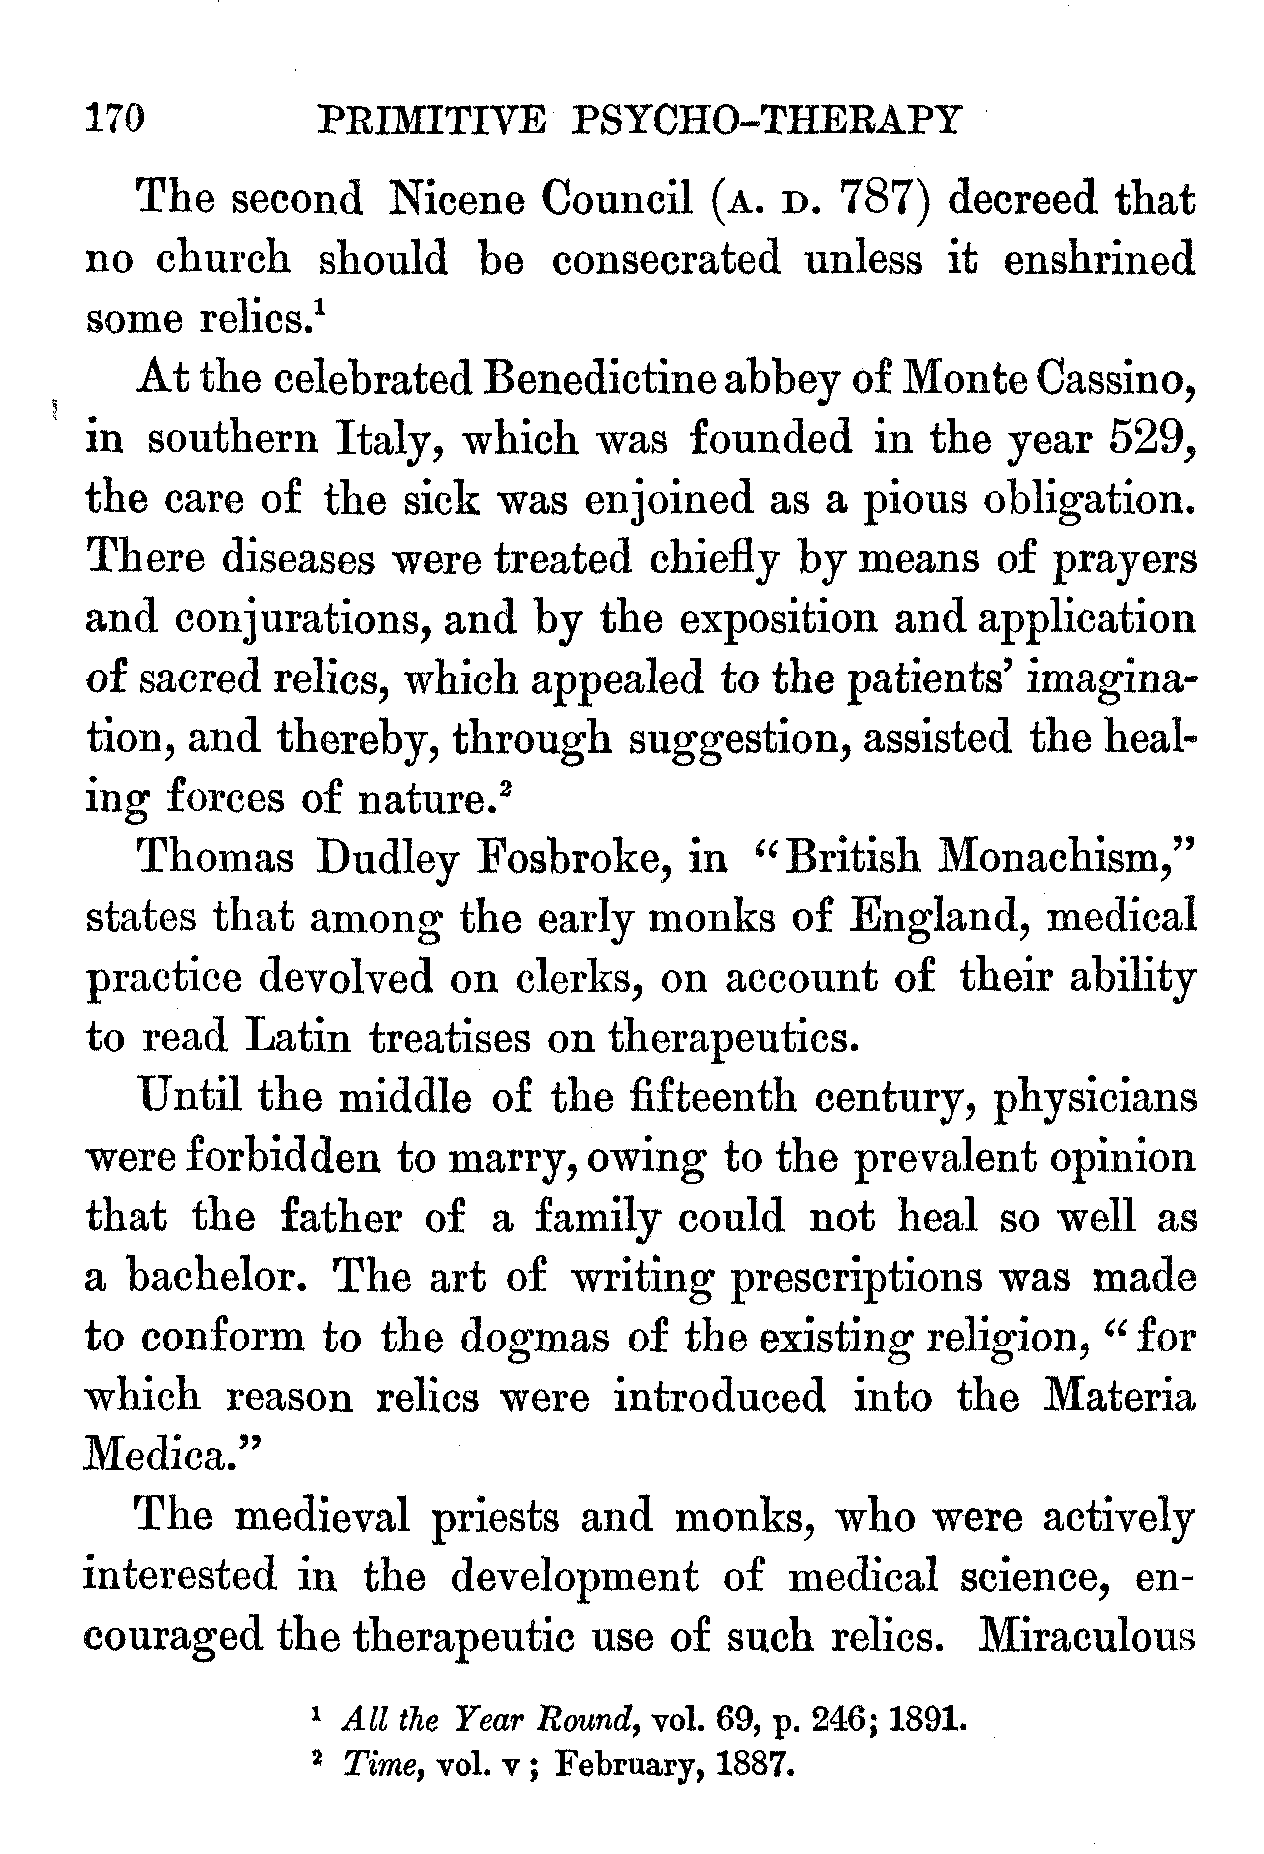 170 PRIMITIVE PSYCHO-THERAPY
The second Nicene Council (A. D. 787) decreed that
no church should be consecrated unless it enshrined
some relics.¹
At the celebrated Benedictine abbey of Monte Cassino,
in southern Italy, which was founded in the year 529,
the care of the sick was enjoined as a pious obligation.
There diseases were treated chiefly by means of prayers
and conjurations, and by the exposition and application
of sacred relics, which appealed to the patients' imagina-
tion, and thereby, through suggestion, assisted the heal-
ing forces of nature.²
Thomas Dudley Fosbroke, in "British Monachism,"
states that among the early monks of England, medical
practice devolved on clerks, on account of their ability
to read Latin treatises on therapeutics.
Until the middle of the fifteenth century, physicians
were forbidden to marry, owing to the prevalent opinion
that the father of a family could not heal so well as
a bachelor. The art of writing prescriptions was made
to conform to the dogmas of the existing religion, "for
which reason relics were introduced into the Materia
Medica."
The medieval priests and monks, who were actively
interested in the development of medical science, en-
couraged the therapeutic use of such relics. Miraculous
¹ All the Year Round, vol. 69, p. 246; 1891.
² Time, vol. v; February, 1887.